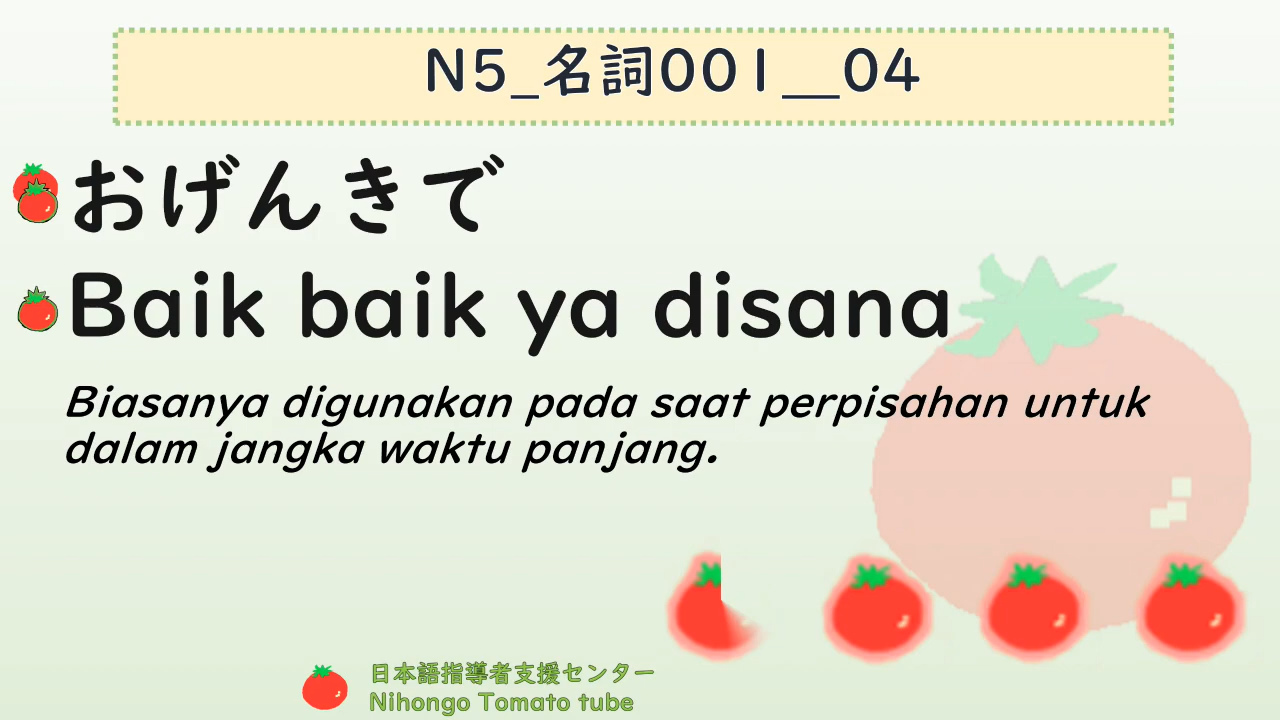 N5_名詞001__04
おげんきで
Baik baik ya disana
Biasanya digunakan pada saat perpisahan untuk
dalam jangka waktu panjang.
日本語指導者支援センター
Nihongo Tomato tube